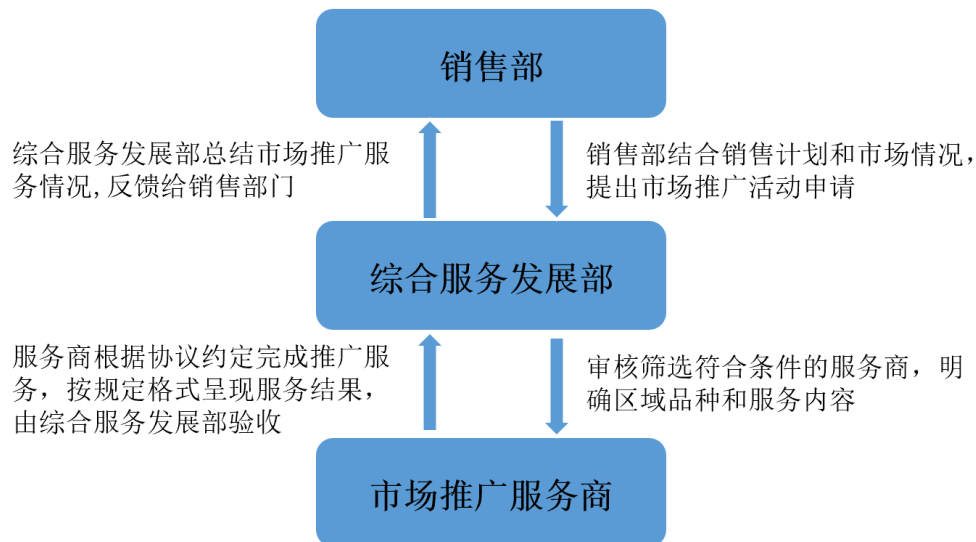 销售部
综合服务发展部总结市场推广服
务情况,反馈给销售部门
销售部结合销售计划和市场情况，
提出市场推广活动申请
综合服务发展部
服务商根据协议约定完成推广服
务，按规定格式呈现服务结果，
由综合服务发展部验收
审核筛选符合条件的服务商，明
确区域品种和服务内容
市场推广服务商